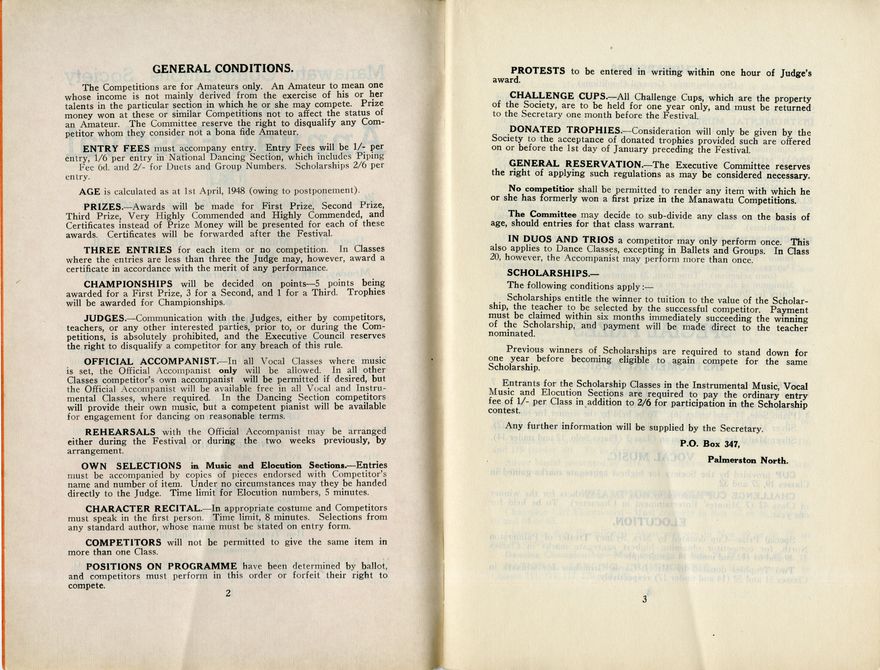 GENERAL CONDITIONS.
The Competitions are for Amateurs only. An Amateur to mean one
whose income is not mainly derived from the exercise of his or her
talents in the particular section in which he or she may compete. Prize
money won at these or similar Competitions not to affect the status of
an Amateur. The Committee reserve the right to disqualify any Com-
petitor whom they consider not a bona fide Amateur.
ENTRY FEES must accompany entry. Entry Fees will be 1/- per
entry, 1/6 per entry in National Dancing Section, which includes Piping
Fee 6d. and 2/- for Duets and Group Numbers. Scholarships 2/6 per
entry.
AGE is calculated as at 1st April, 1948 (owing to postponement).
PRIZES.—Awards will be made for First Prize, Second Prize,
Third Prize, Very Highly Commended and Highly Commended, and
Certificates instead of Prize Money will be presented for each of these
awards. Certificates will be forwarded after the Festival.
THREE ENTRIES for each item or no competition. In Classes
where the entries are less than three the Judge may, however, award a
certificate in accordance with the merit of any performance.
CHAMPIONSHIPS will be decided on points—5 points being
awarded for a First Prize, 3 for a Second, and 1 for a Third. Trophies
will be awarded for Championships.
JUDGES.—Communication with the Judges, either by competitors,
teachers, or any other interested parties, prior to, or during the Com-
petitions, is absolutely prohibited, and the Executive Council reserves
the right to disqualify a competitor for any breach of this rule.
OFFICIAL ACCOMPANIST.—In all Vocal Classes where music
is set, the Official Accompanist only will be allowed. In all other
Classes competitor's own accompanist will be permitted if desired, but
the Official Accompanist will be available free in all Vocal and Instru-
mental Classes, where required. In the Dancing Section competitors
will provide their own music, but a competent pianist will be available
for engagement for dancing on reasonable terms.
REHEARSALS with the Official Accompanist may be arranged
either during the Festival or during the two weeks previously, by
arrangement.
OWN SELECTIONS in Music and Elocution Sections.—Entries
must be accompanied by copies of pieces endorsed with Competitor's
name and number of item. Under no circumstances may they be handed
directly to the Judge. Time limit for Elocution numbers, 5 minutes.
CHARACTER RECITAL.—In appropriate costume and Competitors
must speak in the first person. Time limit, 8 minutes. Selections from
any standard author, whose name must be stated on entry form.
COMPETITORS will not be permitted to give the same item in
more than one Class.
POSITIONS ON PROGRAMME have been determined by ballot,
and competitors must perform in this order or forfeit their right to
compete.
2
PROTESTS to be entered in writing within one hour of Judge's
award.
CHALLENGE CUPS.—All Challenge Cups, which are the property
of the Society, are to be held for one year only, and must be returned
to the Secretary one month before the Festival.
DONATED TROPHIES.—Consideration will only be given by the
Society to the acceptance of donated trophies provided such are offered
on or before the 1st day of January preceding the Festival.
GENERAL RESERVATION.—The Executive Committee reserves
the right of applying such regulations as may be considered necessary.
No competitior shall be permitted to render any item with which he
or she has formerly won a first prize in the Manawatu Competitions.
The Committee may decide to sub-divide any class on the basis of
age, should entries for that class warrant.
IN DUOS AND TRIOS a competitor may only perform once. This
also applies to Dance Classes, excepting in Ballets and Groups. In Class
20, however, the Accompanist may perform more than once.
SCHOLARSHIPS.—
The following conditions apply:—
Scholarships entitle the winner to tuition to the value of the Scholar-
ship, the teacher to be selected by the successful competitor. Payment
must be claimed within six months immediately succeeding the winning
of the Scholarship, and payment will be made direct to the teacher
nominated.
Previous winners of Scholarships are required to stand down for
one year before becoming eligible to again compete for the same
Scholarship.
Entrants for the Scholarship Classes in the Instrumental Music, Vocal
Music and Elocution Sections are required to pay the ordinary entry
fee of 1/- per Class in addition to 2/6 for participation in the Scholarship
contest.
Any further information will be supplied by the Secretary.
P.O. Box 347,
Palmerston North.
3